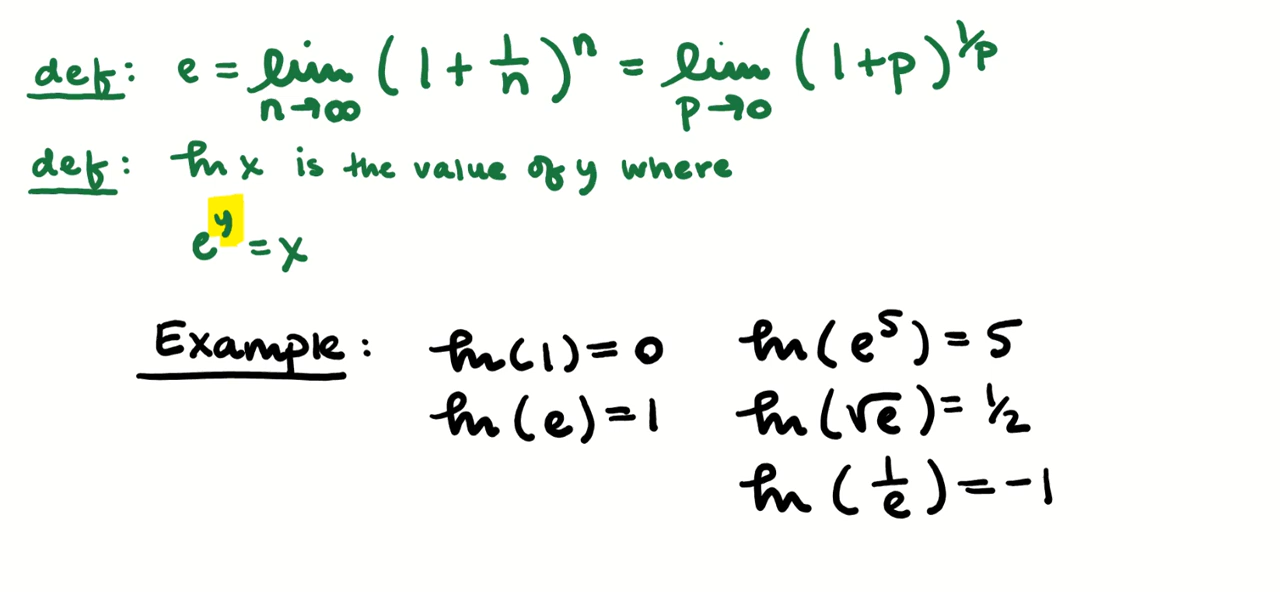 def: e = lim n→∞ (1 + 1/n)^n = lim p→0 (1+p)^1/p
def: ln x is the value of y where
e^y = x
Example: ln(1) = 0 ln(e^5) = 5
ln(e) = 1 ln(√e) = 1/2
ln(1/e) = -1